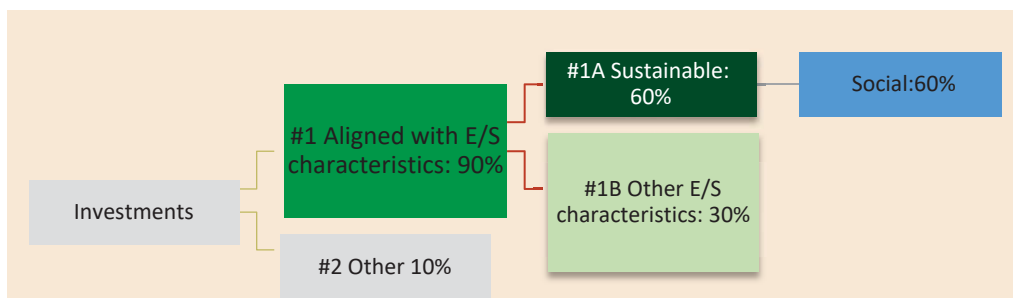 #1A Sustainable:
60%
Social:60%
#1 Aligned with E/S
characteristics: 90%
#1B Other E/S
characteristics: 30%
Investments
#2 Other 10%